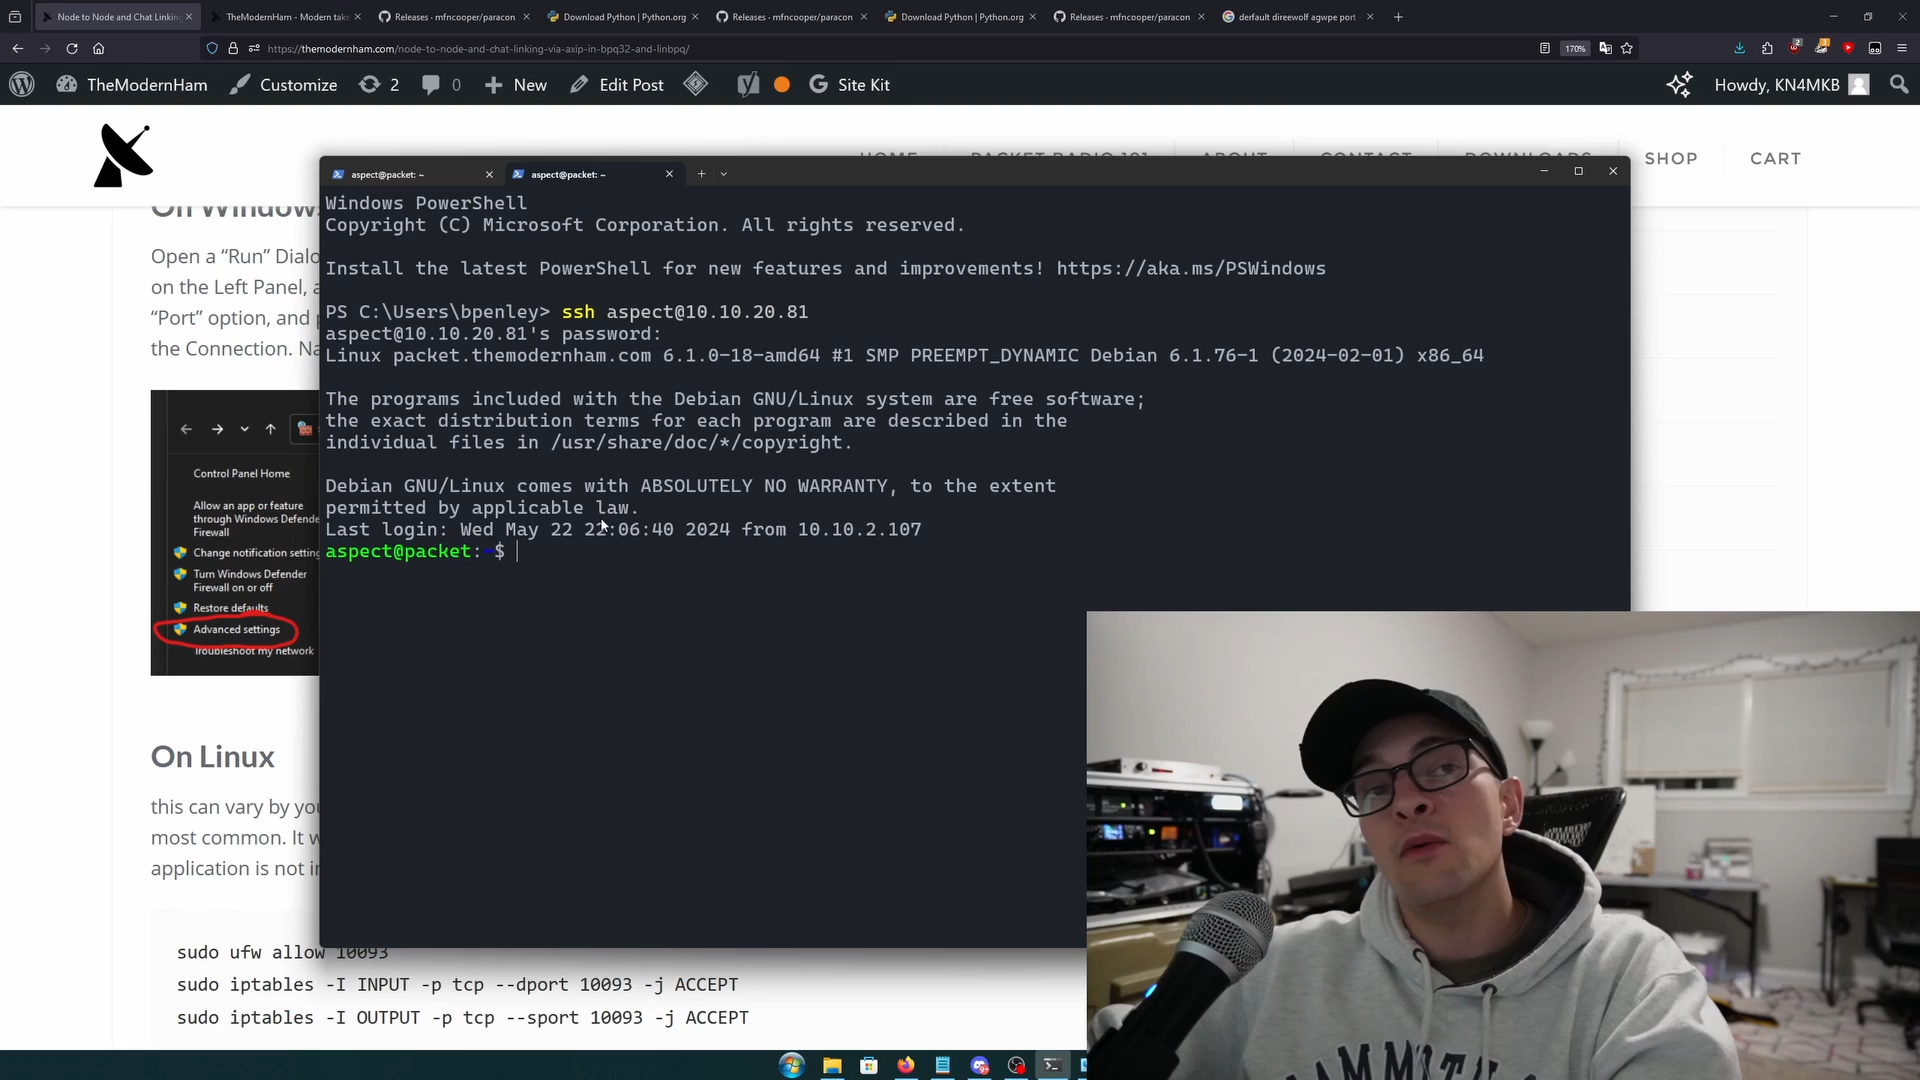 Node to Node and Chat Linking
TheModernHam - Modern take
Releases · mfncooper/paracon
Download Python | Python.org
Releases · mfncooper/paracon
Download Python | Python.org
Releases · mfncooper/paracon
derfault direewolf agwpe port -
https://themodernham.com/node-to-node-and-chat-linking-via-axip-in-bpq32-and-linbpq/
170%
TheModernHam
Customize
2
0
New
Edit Post
Site Kit
Howdy, KN4MKB
HOME
PACKET RADIO 101
ABOUT
CONTACT
DOWNLOADS
SHOP
CART
On Windows
Open a “Run” Dialo
on the Left Panel, a
“Port” option, and p
the Connection. Na
Control Panel Home
Allow an app or feature
through Windows Defende
Firewall
Change notification setting
Turn Windows Defender
Firewall on or off
Restore defaults
Advanced settings
Troubleshoot my network
On Linux
this can vary by you
most common. It w
application is not in
sudo ufw allow 10093
sudo iptables -I INPUT -p tcp --dport 10093 -j ACCEPT
sudo iptables -I OUTPUT -p tcp --sport 10093 -j ACCEPT
aspect@packet: ~
aspect@packet: ~
Windows PowerShell
Copyright (C) Microsoft Corporation. All rights reserved.
Install the latest PowerShell for new features and improvements! https://aka.ms/PSWindows
PS C:\Users\bpenley> ssh aspect@10.10.20.81
aspect@10.10.20.81's password:
Linux packet.themodernham.com 6.1.0-18-amd64 #1 SMP PREEMPT_DYNAMIC Debian 6.1.76-1 (2024-02-01) x86_64
The programs included with the Debian GNU/Linux system are free software;
the exact distribution terms for each program are described in the
individual files in /usr/share/doc/*/copyright.
Debian GNU/Linux comes with ABSOLUTELY NO WARRANTY, to the extent
permitted by applicable law.
Last login: Wed May 22 22:06:40 2024 from 10.10.2.107
aspect@packet:~$